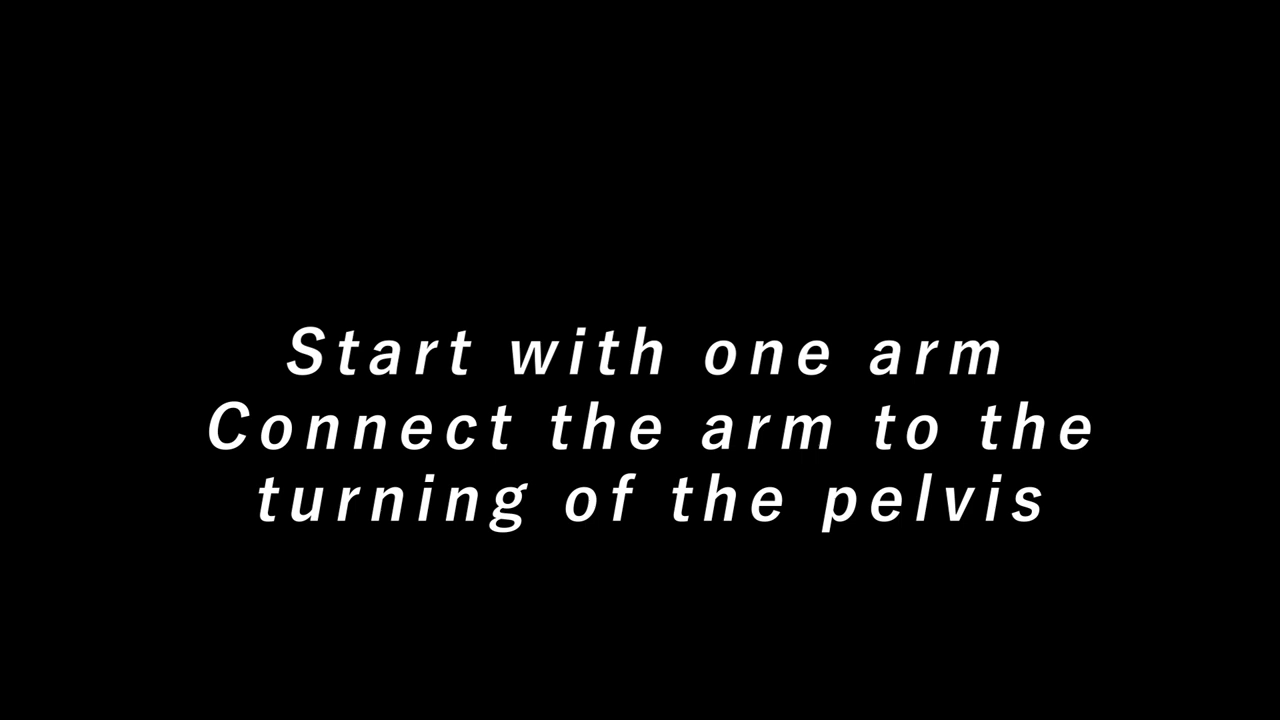 Start with one arm
Connect the arm to the
turning of the pelvis